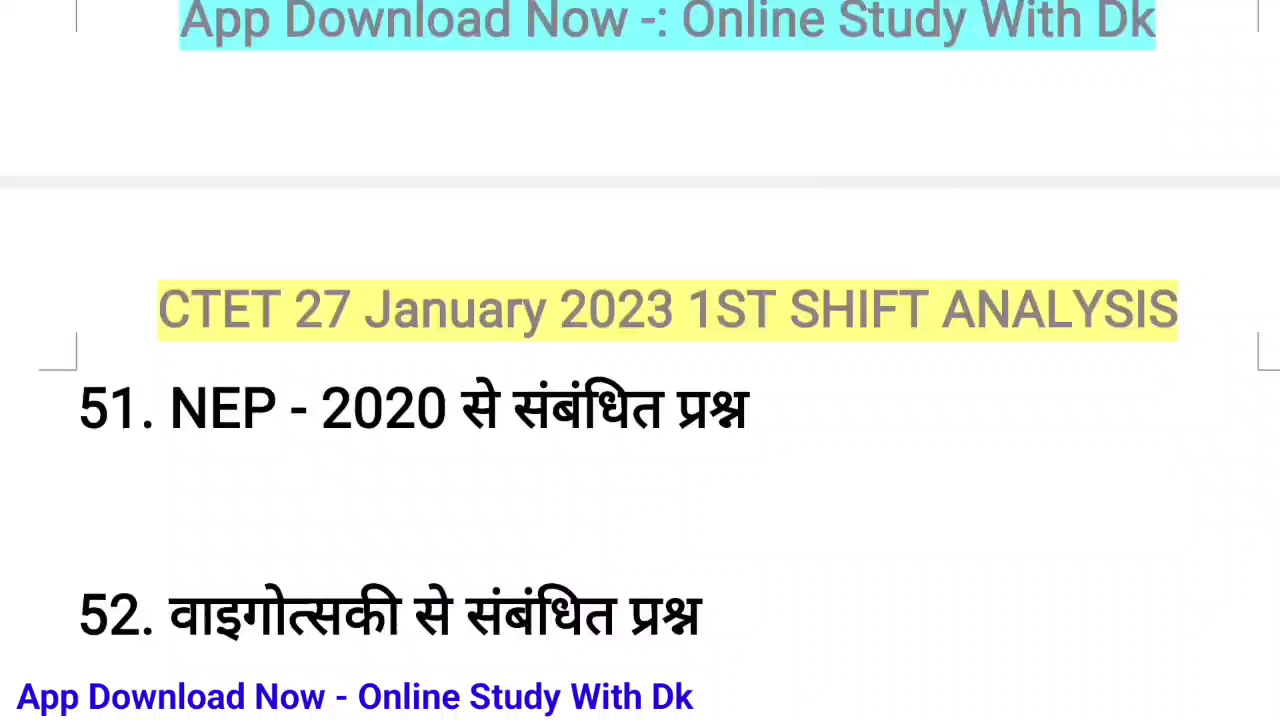 App Download Now -: Online Study With Dk
CTET 27 January 2023 1ST SHIFT ANALYSIS
51. NEP - 2020 से संबंधित प्रश्न
52. वाइगोत्सकी से संबंधित प्रश्न
App Download Now - Online Study With Dk